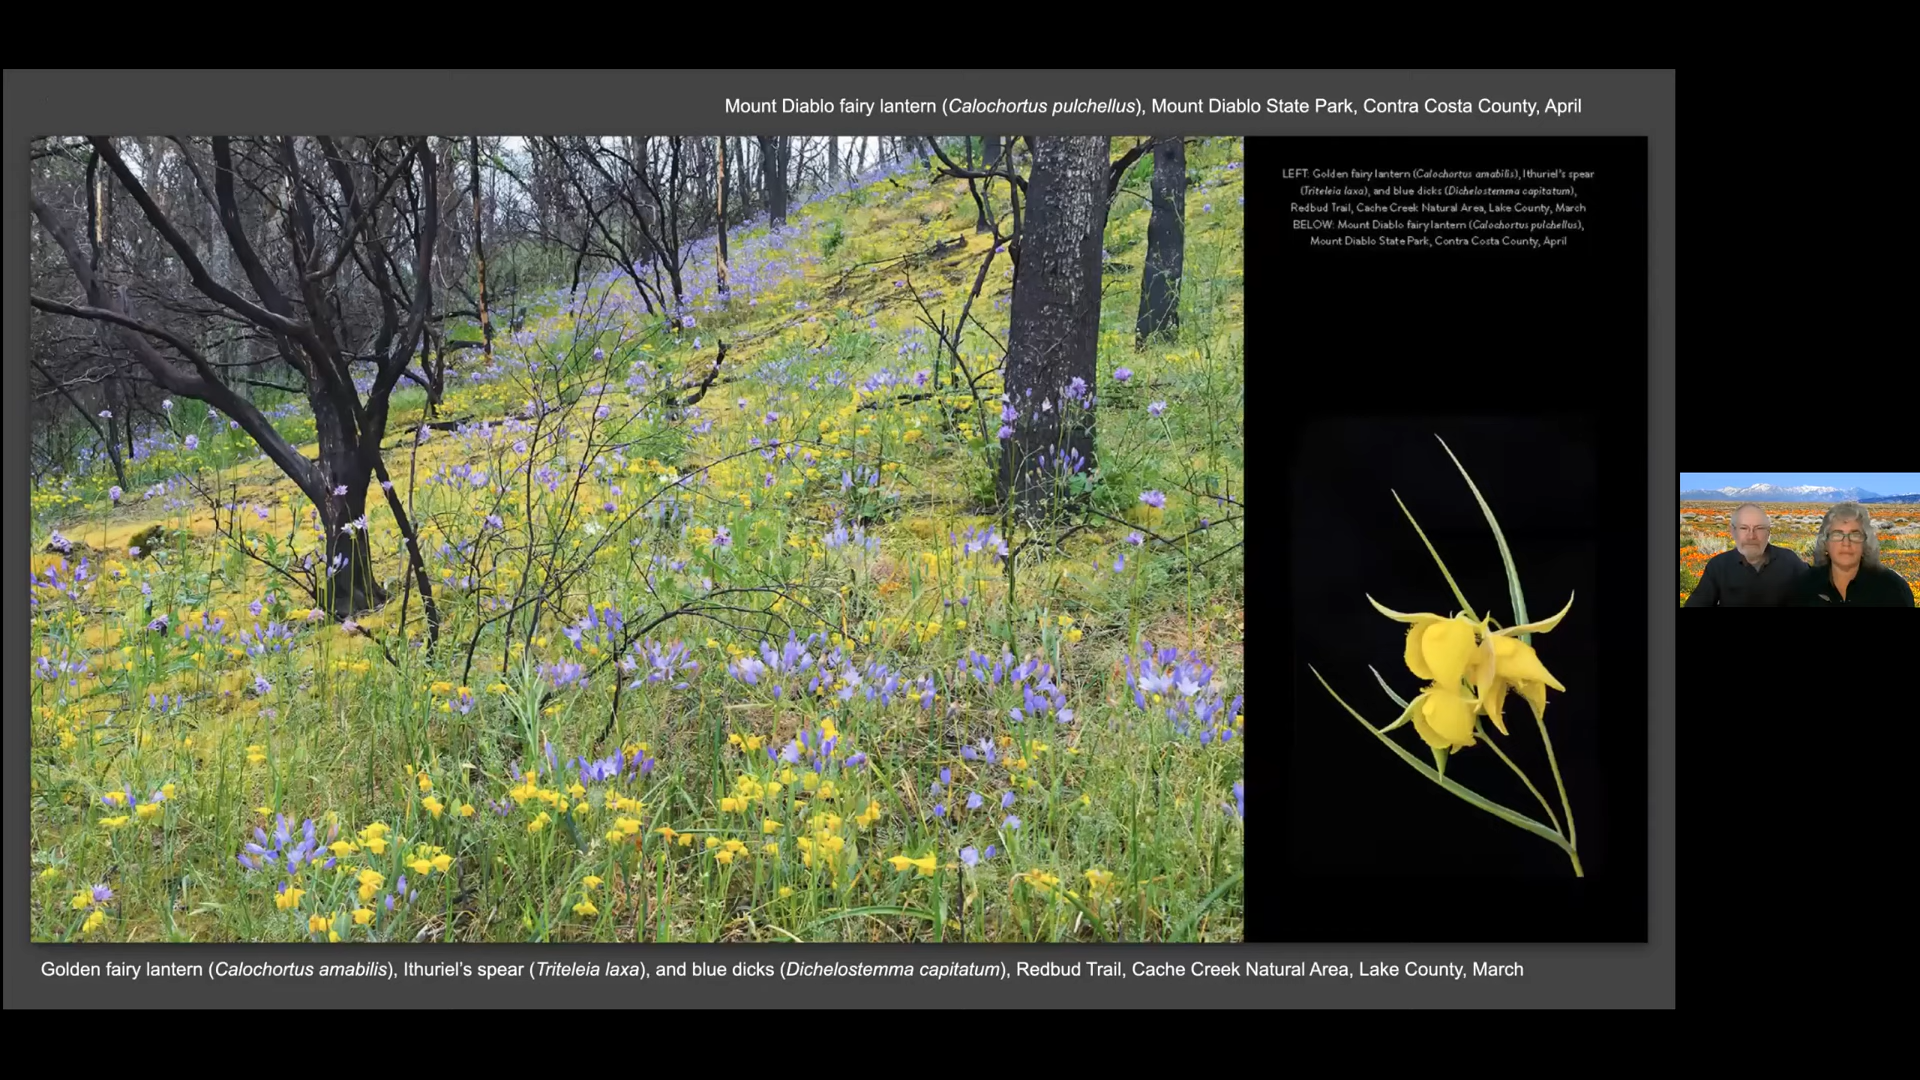 Mount Diablo fairy lantern (Calochortus pulchellus), Mount Diablo State Park, Contra Costa County, April
LEFT: Golden fairy lantern (Calochortus amabilis), Ithuriel's spear
(Triteleia laxa), and blue dicks (Dichelostemma capitatum),
Redbud Trail, Cache Creek Natural Area, Lake County, March
BELOW: Mount Diablo fairy lantern (Calochortus pulchellus),
Mount Diablo State Park, Contra Costa County, April
Golden fairy lantern (Calochortus amabilis), Ithuriel's spear (Triteleia laxa), and blue dicks (Dichelostemma capitatum), Redbud Trail, Cache Creek Natural Area, Lake County, March